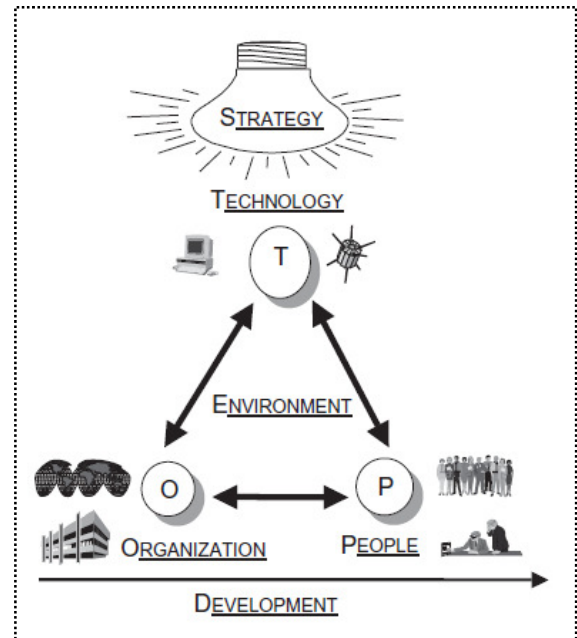 STRATEGY
TECHNOLOGY
T
ENVIRONMENT
O
P
ORGANIZATION
PEOPLE
DEVELOPMENT